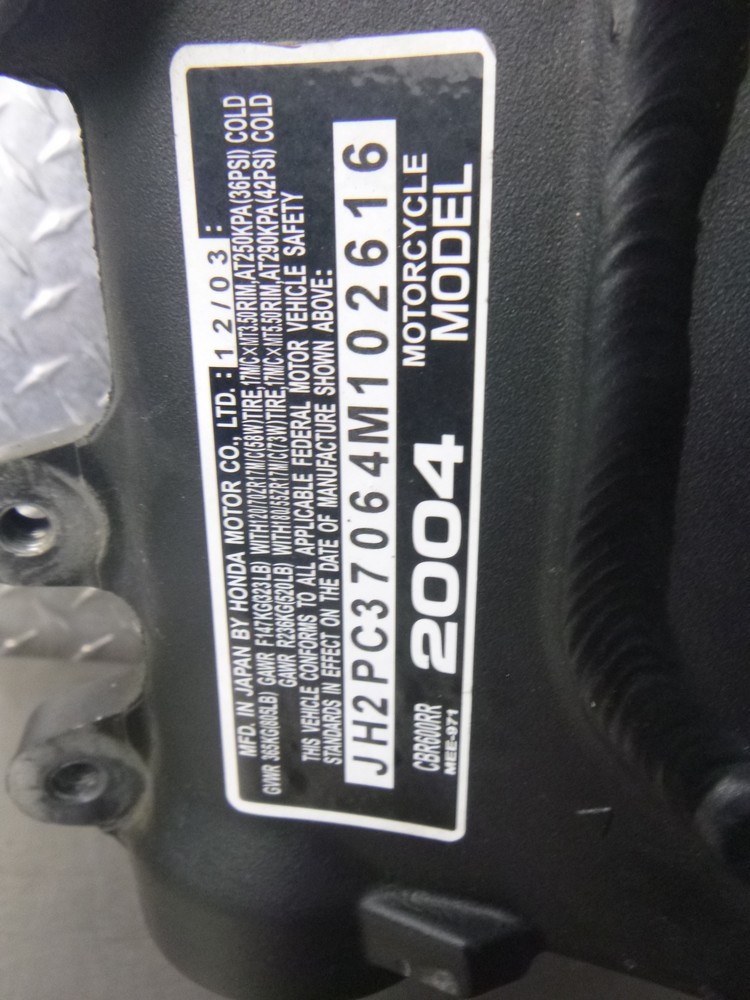 MFD. IN JAPAN BY HONDA MOTOR CO., LTD. : 12/03 :
GVWR 365KG(805LB) GAWR F147KG(323LB) WITH120/70ZR17M/C(58W)TIRE,17M/C×MT3.50RIM,AT250KPA(36PSI) COLD
GAWR R236KG(520LB) WITH180/55ZR17M/C(73W)TIRE,17M/C×MT5.50RIM,AT290KPA(42PSI) COLD
THIS VEHICLE CONFORMS TO ALL APPLICABLE FEDERAL MOTOR VEHICLE SAFETY
STANDARDS IN EFFECT ON THE DATE OF MANUFACTURE SHOWN ABOVE:
JH2PC37064M102616
CBR600RR 2004 MOTORCYCLE
MEE-971 MODEL